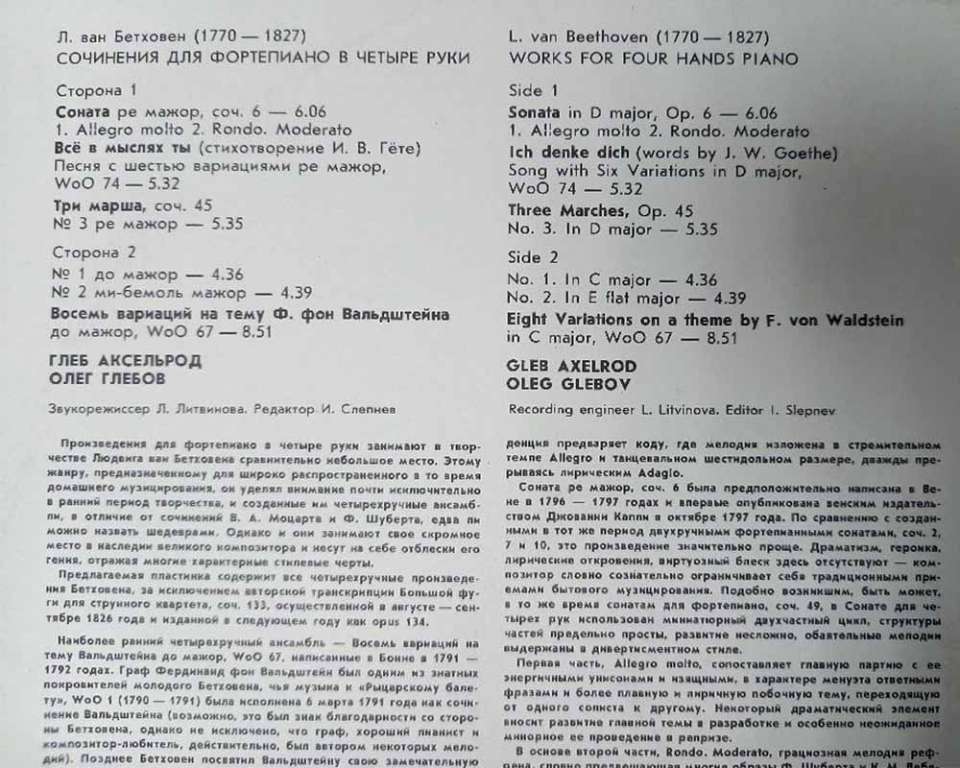 Л. ван Бетховен (1770 — 1827)
СОЧИНЕНИЯ ДЛЯ ФОРТЕПИАНО В ЧЕТЫРЕ РУКИ
Сторона 1
Соната ре мажор, соч. 6 — 6.06
1. Allegro molto 2. Rondo. Moderato
Всё в мыслях ты (стихотворение И. В. Гёте)
Песня с шестью вариациями ре мажор,
WoO 74 — 5.32
Три марша, соч. 45
№ 3 ре мажор — 5.35
Сторона 2
№ 1 до мажор — 4.36
№ 2 ми-бемоль мажор — 4.39
Восемь вариаций на тему Ф. фон Вальдштейна
до мажор, WoO 67 — 8.51
ГЛЕБ АКСЕЛЬРОД
ОЛЕГ ГЛЕБОВ
Звукорежиссер Л. Литвинова. Редактор И. Слепнев
Произведения для фортепиано в четыре руки занимают в твор-
честве Людвига ван Бетховена сравнительно небольшое место. Этому
жанру, предназначенному для широко распространенного в то время
домашнего музицирования, он уделял внимание почти исключительно
в ранний период творчества, и созданные им четырехручные ансамб-
ли, в отличие от сочинений В. А. Моцарта и Ф. Шуберта, едва ли
можно назвать шедеврами. Однако и они занимают свое скромное
место в наследии великого композитора и несут на себе отблески его
гения, отражая многие характерные стилевые черты.
Предлагаемая пластинка содержит все четырехручные произведе-
ния Бетховена, за исключением авторской транскрипции Большой фу-
ги для струнного квартета, соч. 133, осуществленной в августе — сен-
тябре 1826 года и изданной в следующем году как opus 134.
Наиболее ранний четырехручный ансамбль — Восемь вариаций на
тему Вальдштейна до мажор, WoO 67, написанные в Бонне в 1791 —
1792 годах. Граф Фердинанд фон Вальдштейн был одним из знатных
покровителей молодого Бетховена, чья музыка к «Рыцарскому бале-
ту», WoO 1 (1790 — 1791) была исполнена 6 марта 1791 года как сочи-
нение Вальдштейна (возможно, это был знак благодарности со сторо-
ны Бетховена, однако не исключено, что граф, хороший пианист и
композитор-любитель, действительно, был автором некоторых мело-
дий). Позднее Бетховен посвятил Вальдштейну свою замечательную
L. van Beethoven (1770 — 1827)
WORKS FOR FOUR HANDS PIANO
Side 1
Sonata in D major, Op. 6 — 6.06
1. Allegro molto 2. Rondo. Moderato
Ich denke dich (words by J. W. Goethe)
Song with Six Variations in D major,
WoO 74 — 5.32
Three Marches, Op. 45
No. 3. In D major — 5.35
Side 2
No. 1. In C major — 4.36
No. 2. In E flat major — 4.39
Eight Variations on a theme by F. von Waldstein
in C major, WoO 67 — 8.51
GLEB AXELROD
OLEG GLEBOV
Recording engineer L. Litvinova. Editor I. Slepnev
денция предваряет коду, где мелодия изложена в стремительном
темпе Allegro и танцевальном шестидольном размере, дважды пре-
рываясь лирическим Adagio.
Соната ре мажор, соч. 6 была предположительно написана в Ве-
не в 1796 — 1797 годах и впервые опубликована венским издатель-
ством Джованни Каппи в октябре 1797 года. По сравнению с создан-
ными в тот же период двухручными фортепианными сонатами, соч. 2,
7 и 10, это произведение значительно проще. Драматизм, героика,
лирические откровения, виртуозный блеск здесь отсутствуют — ком-
позитор словно сознательно ограничивает себя традиционными при-
емами бытового музицирования. Подобно возникшим, быть может,
в то же время сонатам для фортепиано, соч. 49, в Сонате для че-
тырех рук использован миниатюрный двухчастный цикл, структуры
частей предельно просты, развитие несложно, обаятельные мелодии
выдержаны в дивертисментном стиле.
Первая часть, Allegro molto, сопоставляет главную партию с ее
энергичными унисонами и изящными, в характере менуэта ответными
фразами и более плавную и лиричную побочную тему, переходящую
от одного солиста к другому. Некоторый драматический элемент
вносит развитие главной темы в разработке и особенно неожиданное
минорное ее проведение в репризе.
В основе второй части, Rondo. Moderato, грациозная мелодия реф-
рена, словно предвещающая многие образы Ф. Шуберта и К. М.